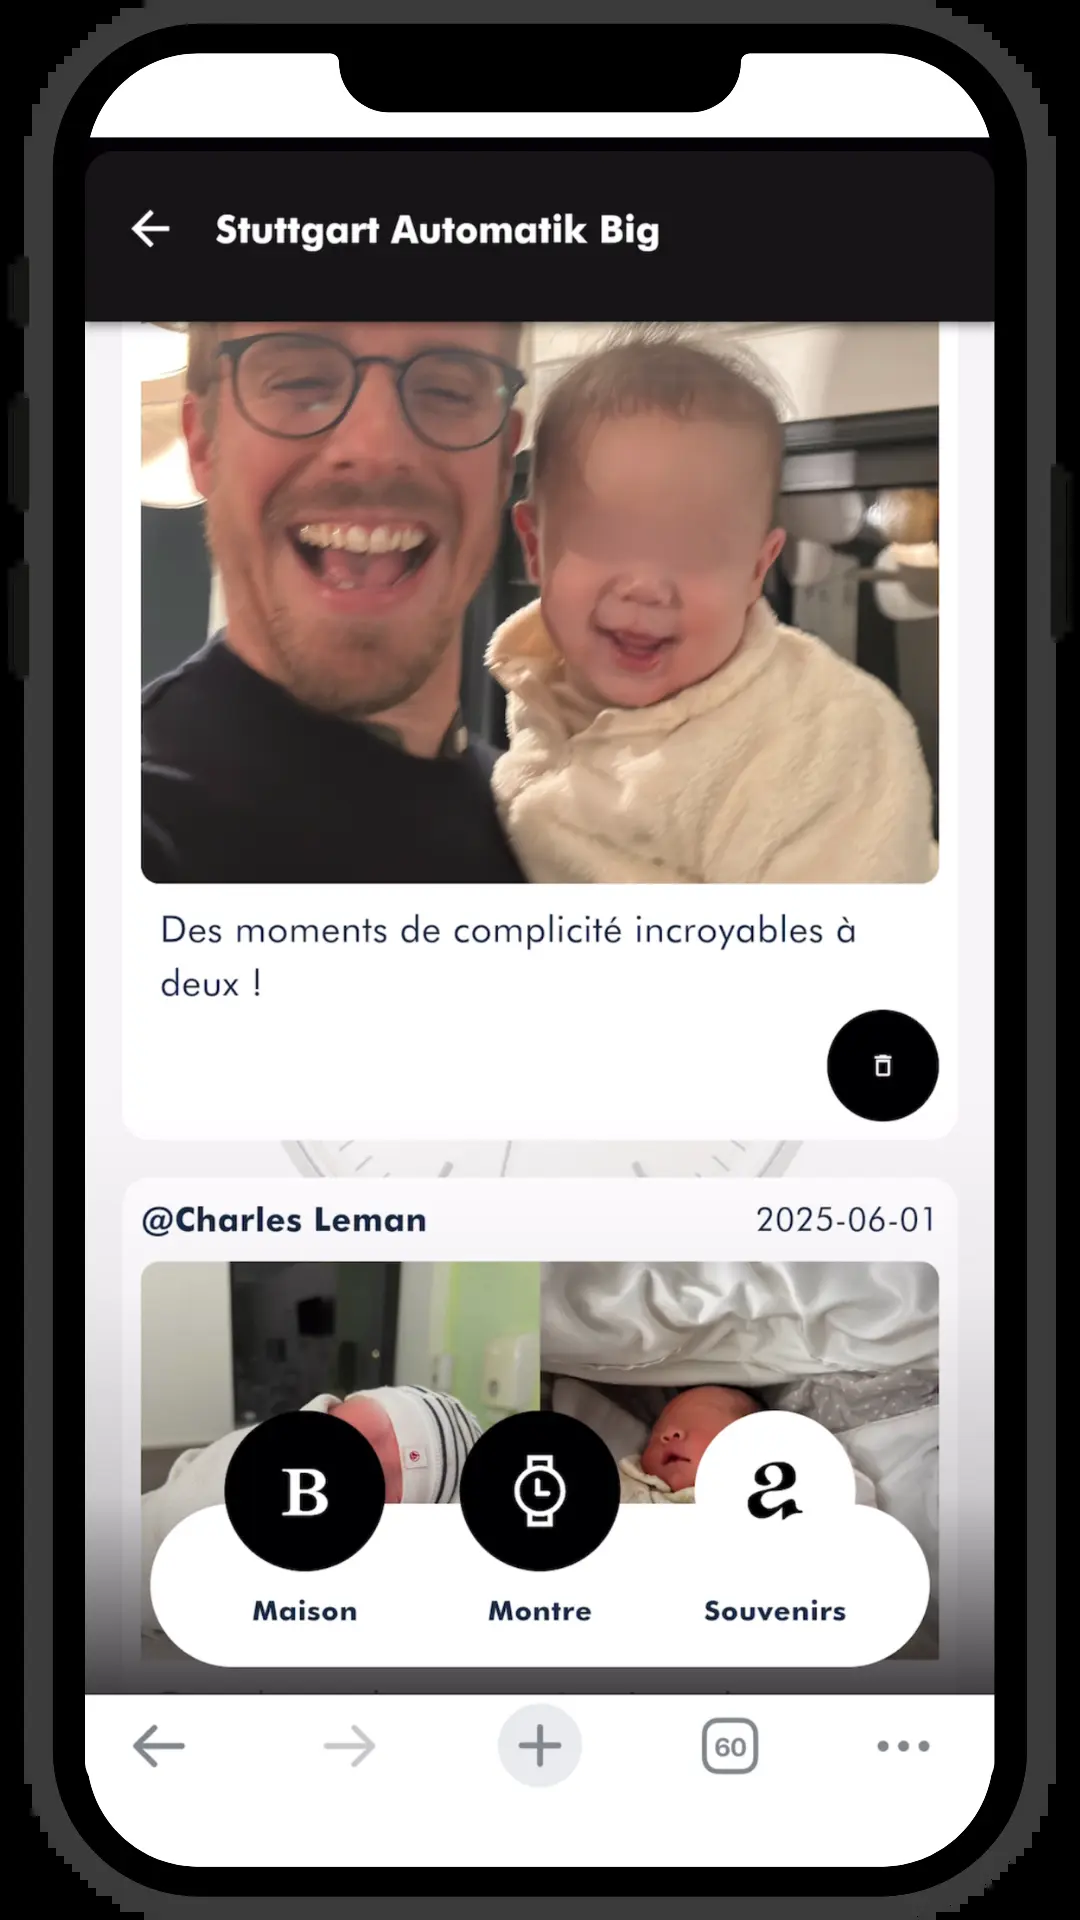 Stuttgart Automatik Big
Des moments de complicité incroyables à
deux !
@Charles Leman
2025-06-01
B
a
Maison
Montre
Souvenirs
60